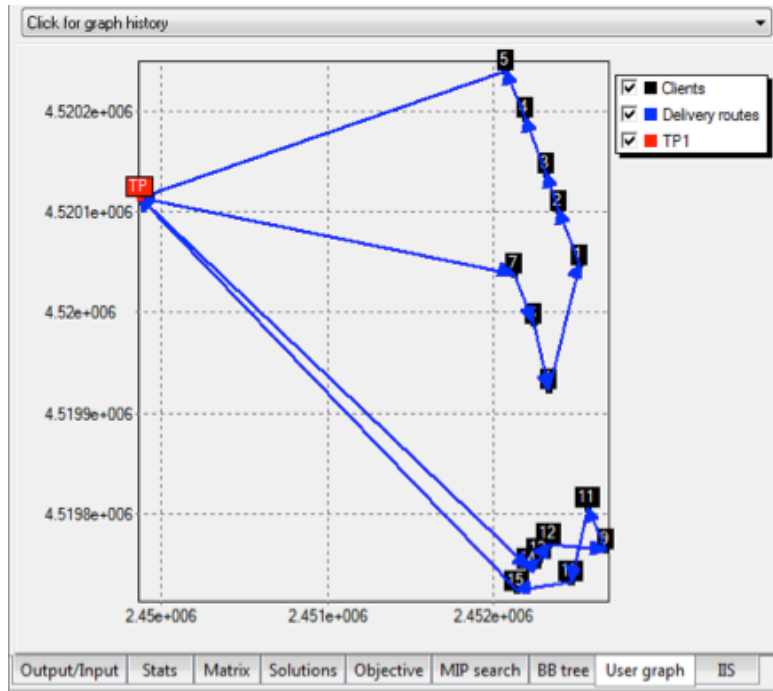 Click for graph history
5
Clients
4
4.5202e+006
Delivery routes
3
TP1
TP
2
4.5201e+006
1
7
4.52e+006
4.5199e+006
11
4.5198e+006
12
9
15
2.45e+006 2.451e+006 2.452e+006
Output/Input Stats Matrix Solutions Objective MIP search BB tree User graph IIS